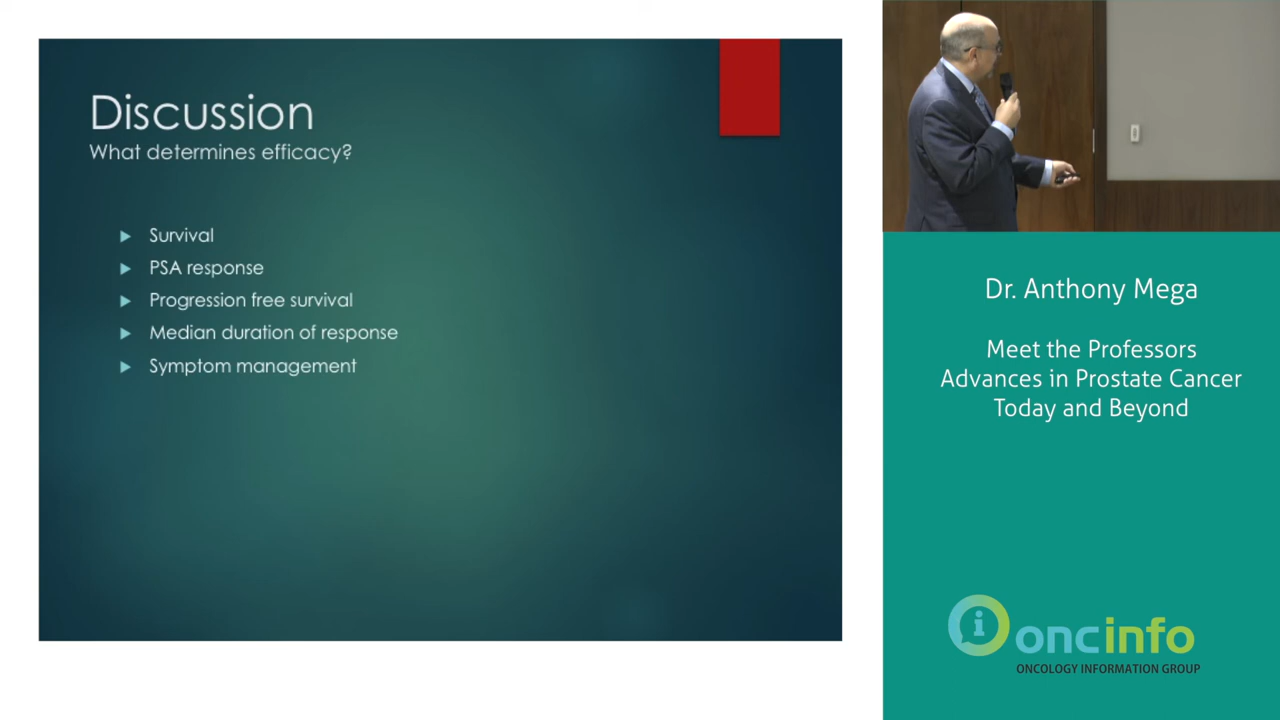 Discussion
What determines efficacy?
Survival
PSA response
Progression free survival
Median duration of response
Symptom management
Dr. Anthony Mega
Meet the Professors
Advances in Prostate Cancer
Today and Beyond
i oncinfo
ONCOLOGY INFORMATION GROUP